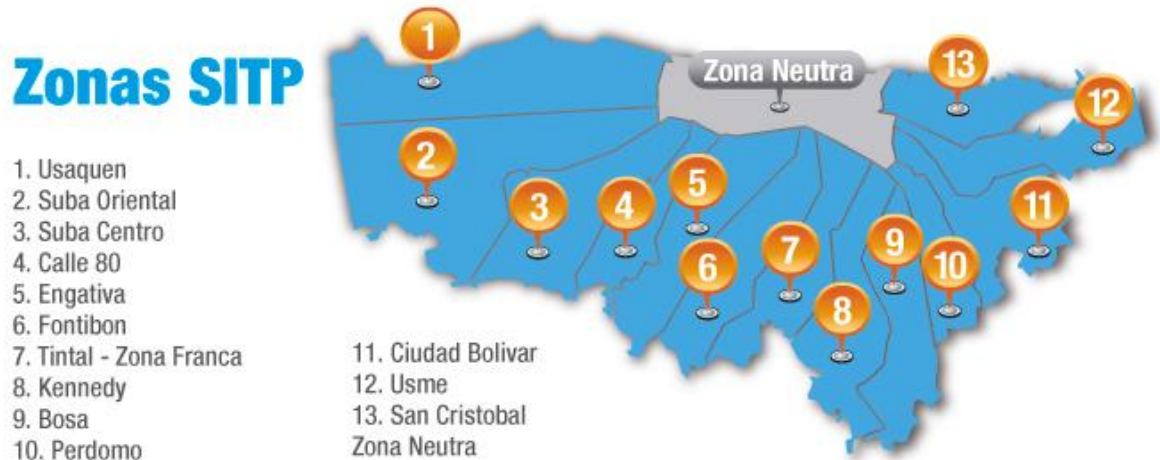 Zonas SITP
1. Usaquen
2. Suba Oriental
3. Suba Centro
4. Calle 80
5. Engativa
6. Fontibon
7. Tintal - Zona Franca
8. Kennedy
9. Bosa
10. Perdomo
11. Ciudad Bolivar
12. Usme
13. San Cristobal
Zona Neutra
1
Zona Neutra
13
12
2
3
4
5
6
7
8
9
10
11